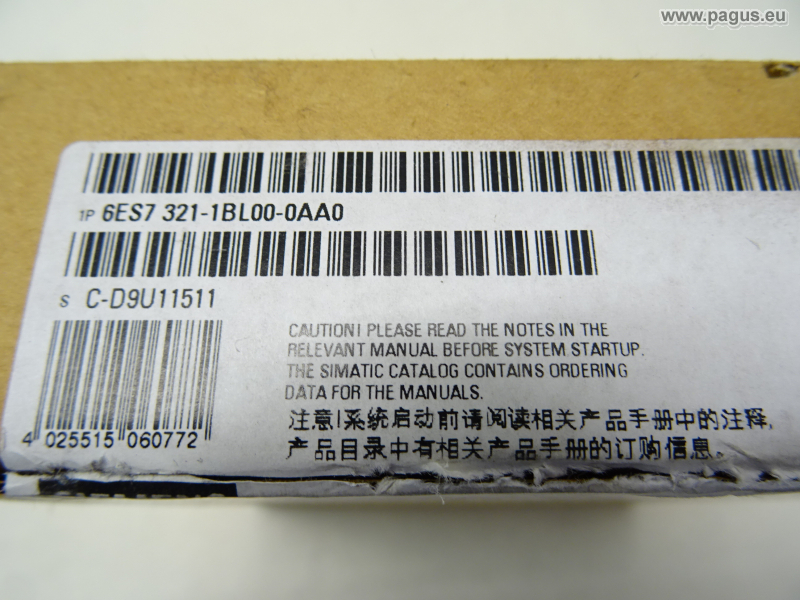 www.pagus.eu
1P 6ES7 321-1BL00-0AA0
S C-D9U11511
CAUTION! PLEASE READ THE NOTES IN THE
RELEVANT MANUAL BEFORE SYSTEM STARTUP.
THE SIMATIC CATALOG CONTAINS ORDERING
DATA FOR THE MANUALS.
注意!系统启动前请阅读相关产品手册中的注释,
产品目录中有相关产品手册的订购信息。
4 025515 060772